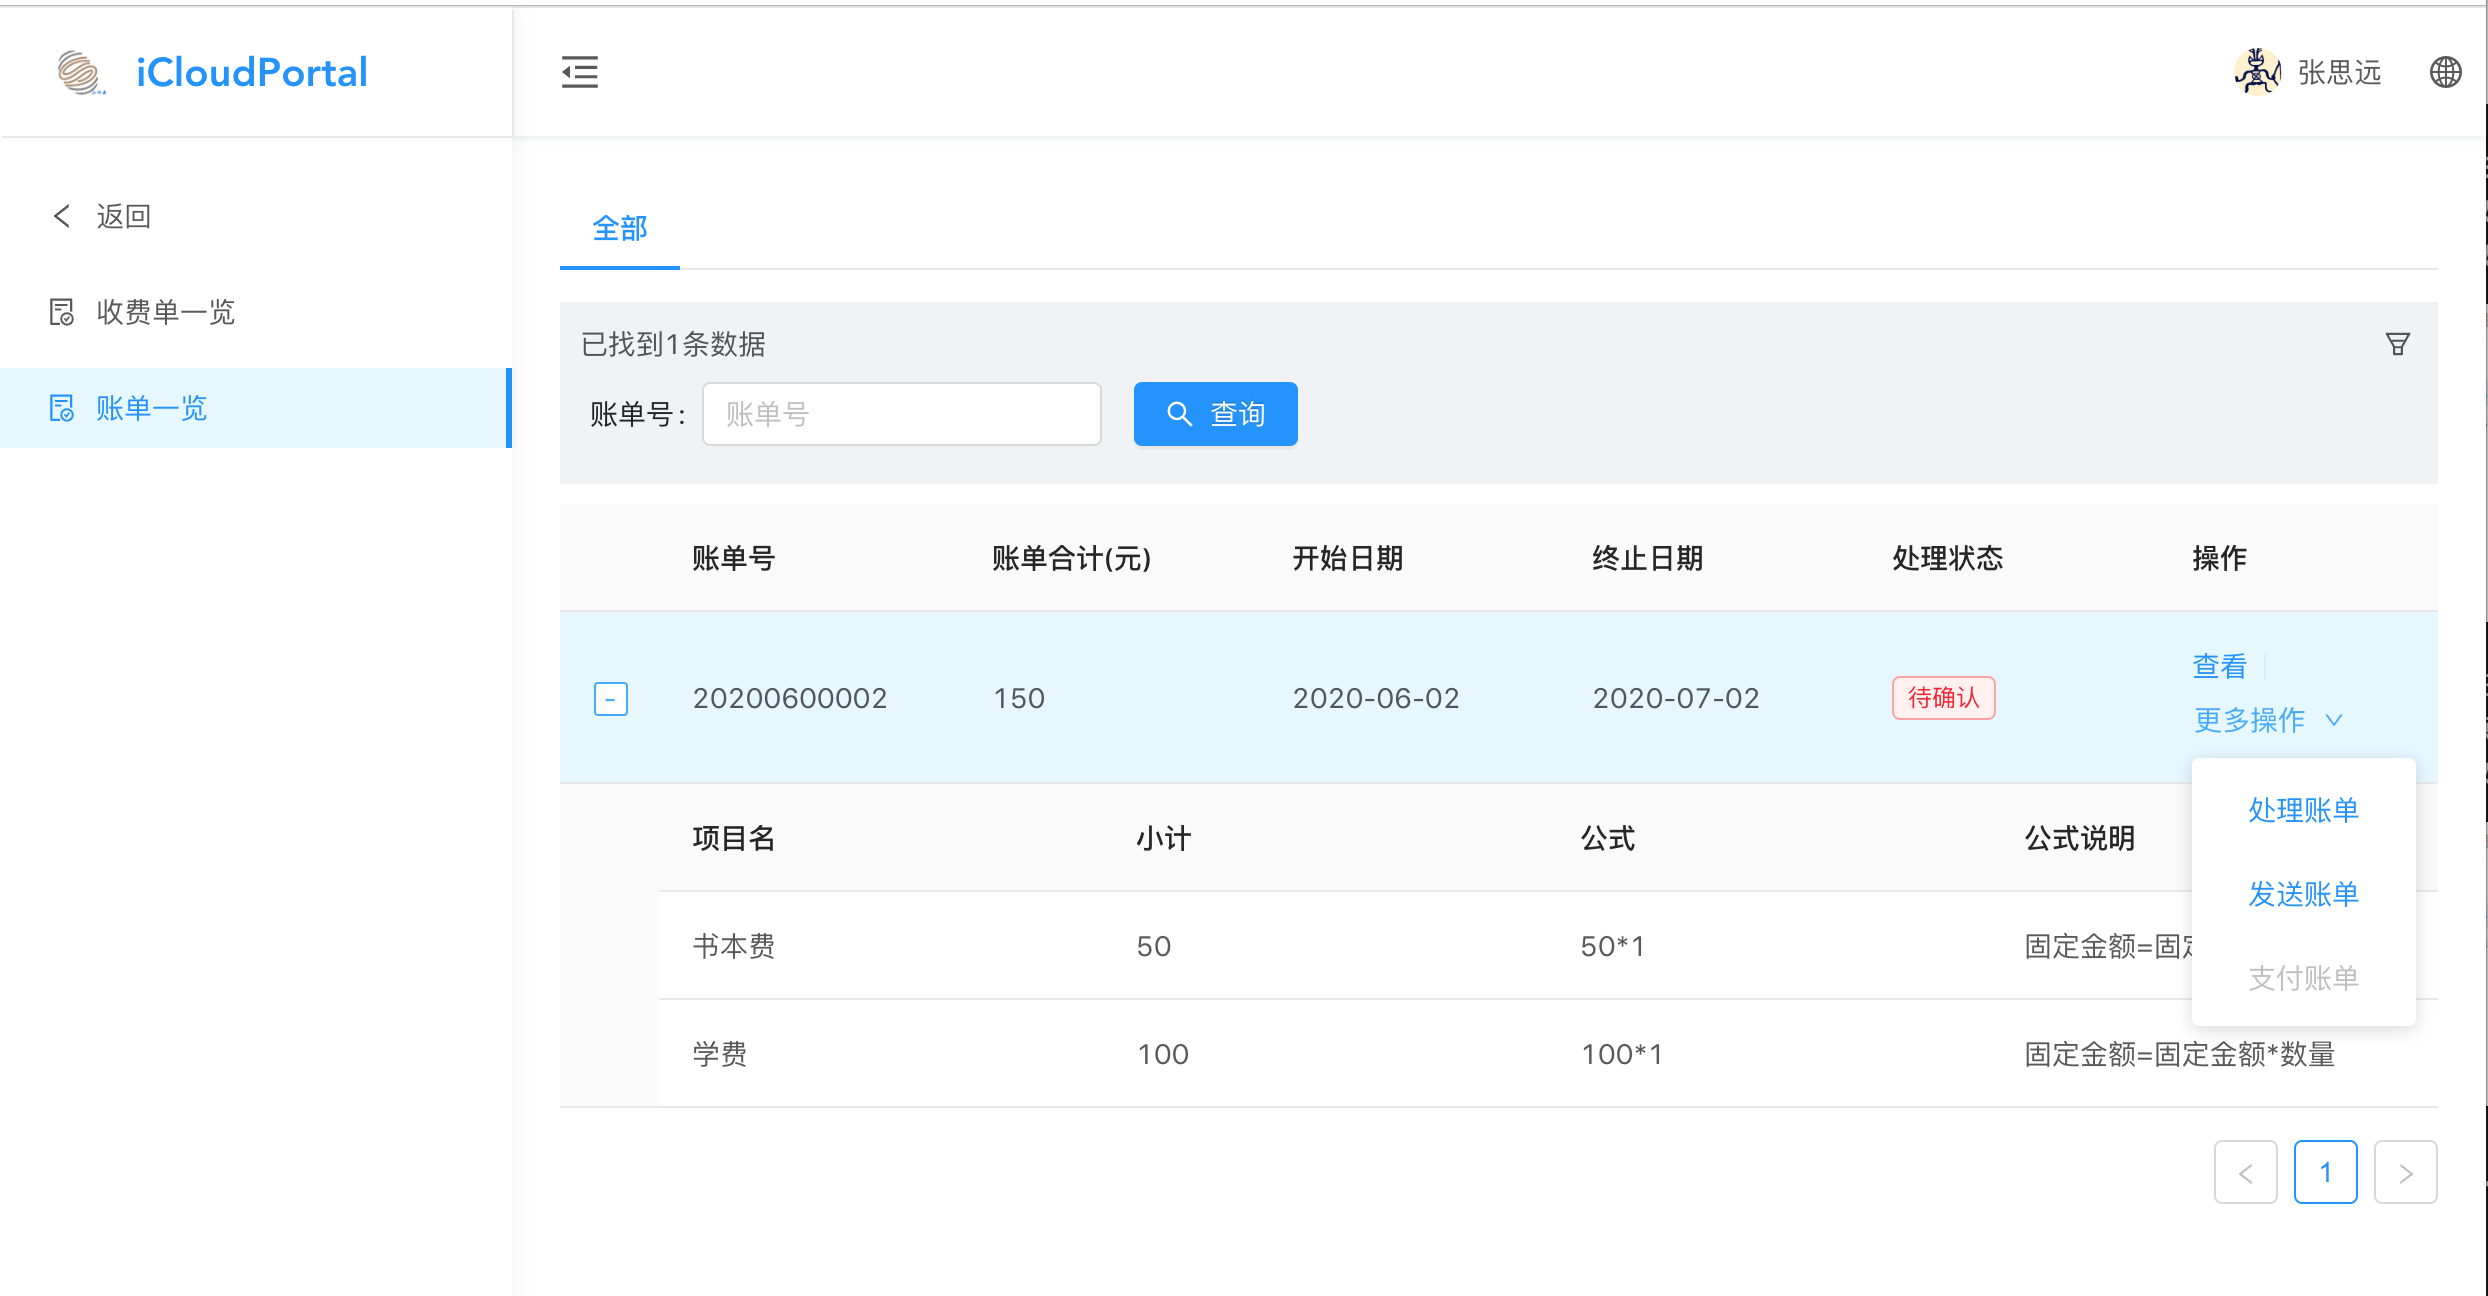 iCloudPortal
张思远
返回
收费单一览
账单一览
全部
已找到1条数据
账单号:
账单号
查询
账单号 账单合计(元) 开始日期 终止日期 处理状态 操作
20200600002 150 2020-06-02 2020-07-02 待确认 查看
更多操作
处理账单
发送账单
支付账单
项目名 小计 公式 公式说明
书本费 50 50*1 固定金额=固定
学费 100 100*1 固定金额=固定金额*数量
1